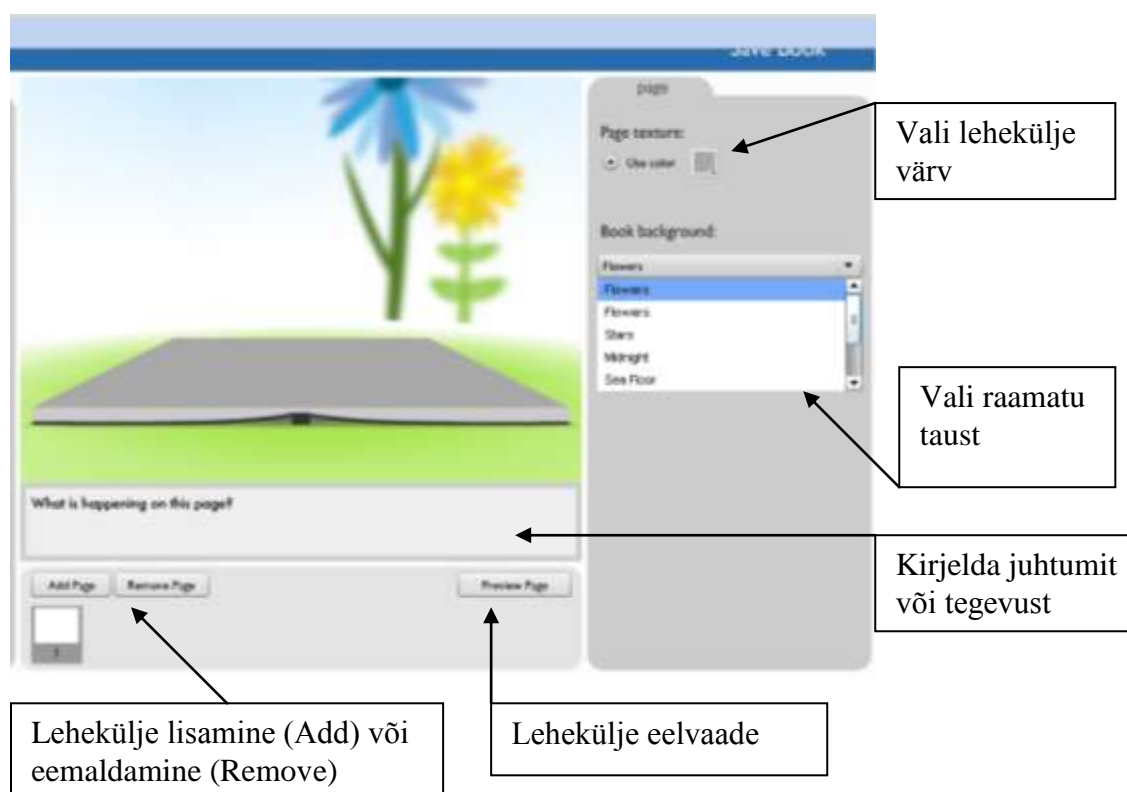 Save Book
page
Page texture:
Use color
Vali lehekülje
värv
Book background:
Flowers
Flowers
Flowers
Stars
Midnight
Sea Floor
Vali raamatu
taust
What is happening on this page?
Kirjelda juhtumit
või tegevust
Add Page Remove Page Preview Page
1
Lehekülje lisamine (Add) või
eemaldamine (Remove)
Lehekülje eelvaade